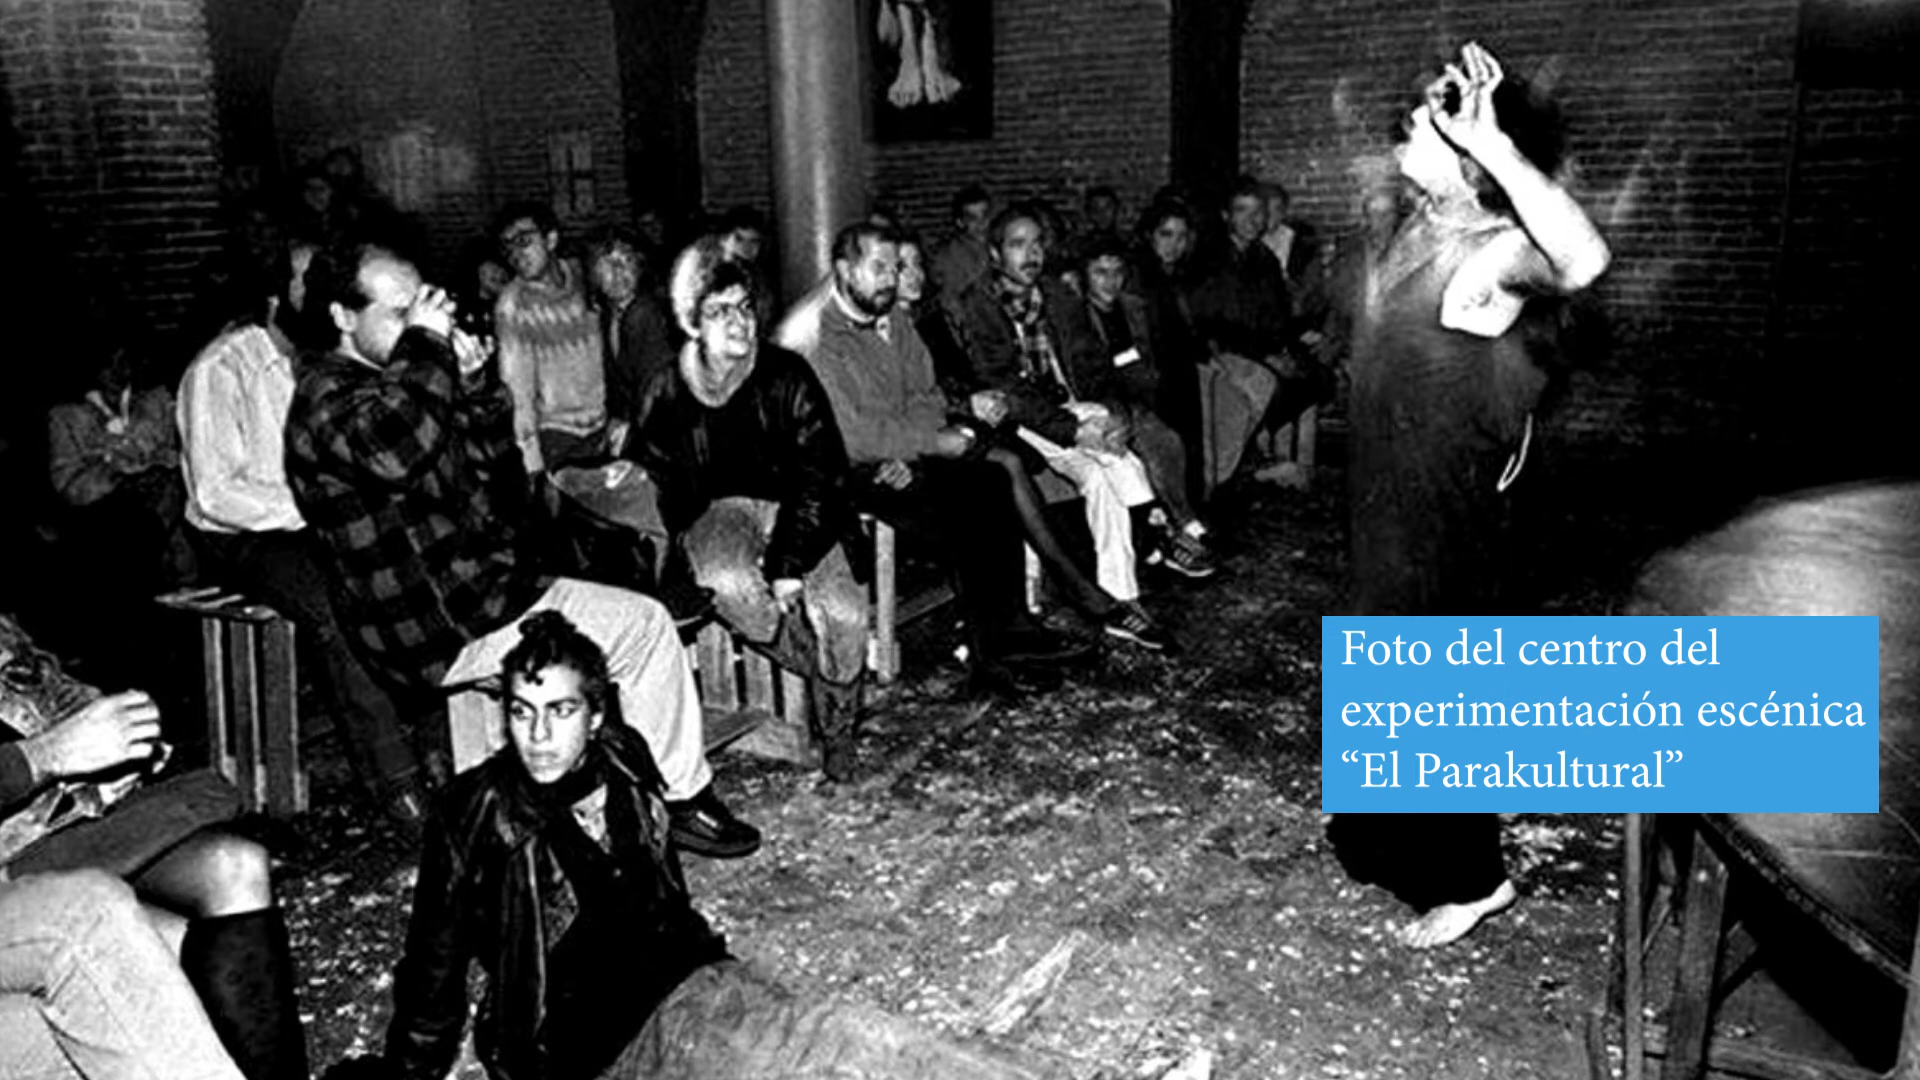 Foto del centro del
experimentación escénica
“El Parakultural”